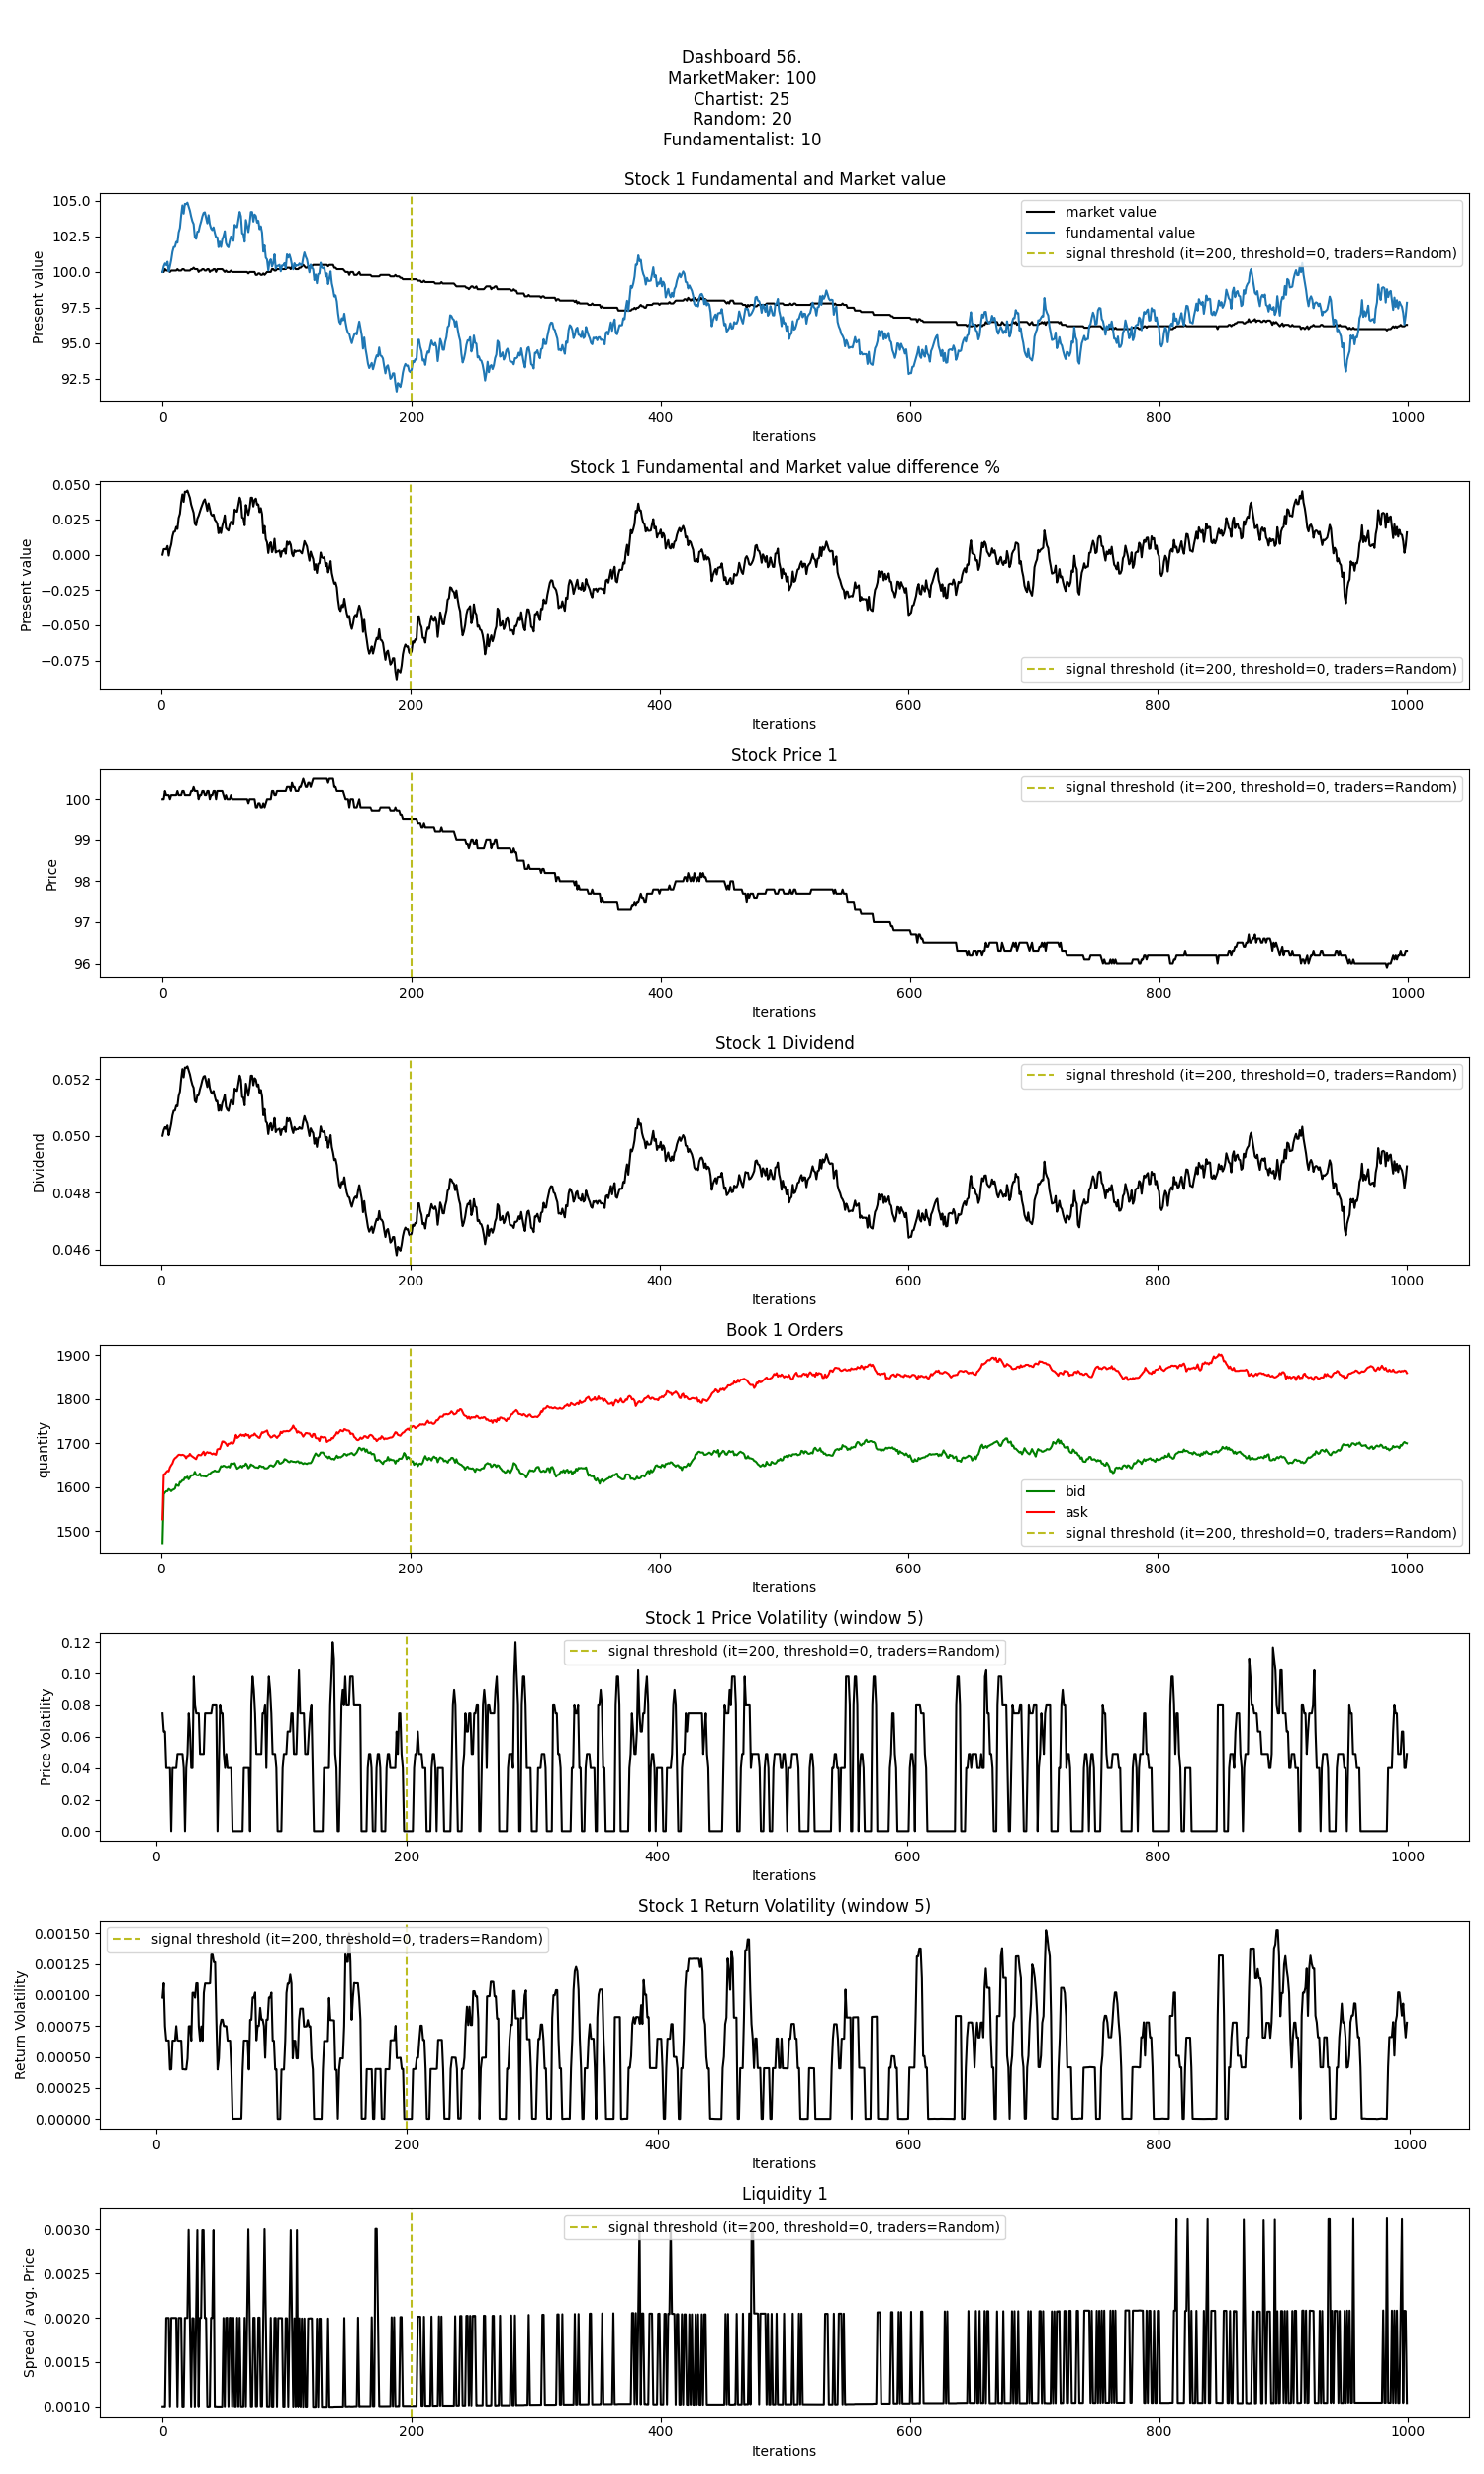 Dashboard 56.
MarketMaker: 100
Chartist: 25
Random: 20
Fundamentalist: 10
Stock 1 Fundamental and Market value
105.0
102.5
100.0
97.5
95.0
92.5
Present value
market value
fundamental value
signal threshold (it=200, threshold=0, traders=Random)
0 200 400 600 800 1000
Iterations
Stock 1 Fundamental and Market value difference %
0.050
0.025
0.000
−0.025
−0.050
−0.075
Present value
signal threshold (it=200, threshold=0, traders=Random)
0 200 400 600 800 1000
Iterations
Stock Price 1
100
99
98
97
96
Price
signal threshold (it=200, threshold=0, traders=Random)
0 200 400 600 800 1000
Iterations
Stock 1 Dividend
0.052
0.050
0.048
0.046
Dividend
signal threshold (it=200, threshold=0, traders=Random)
0 200 400 600 800 1000
Iterations
Book 1 Orders
1900
1800
1700
1600
1500
quantity
bid
ask
signal threshold (it=200, threshold=0, traders=Random)
0 200 400 600 800 1000
Iterations
Stock 1 Price Volatility (window 5)
0.12
0.10
0.08
0.06
0.04
0.02
0.00
Price Volatility
signal threshold (it=200, threshold=0, traders=Random)
0 200 400 600 800 1000
Iterations
Stock 1 Return Volatility (window 5)
0.00150
0.00125
0.00100
0.00075
0.00050
0.00025
0.00000
Return Volatility
signal threshold (it=200, threshold=0, traders=Random)
0 200 400 600 800 1000
Iterations
Liquidity 1
0.0030
0.0025
0.0020
0.0015
0.0010
Spread / avg. Price
signal threshold (it=200, threshold=0, traders=Random)
0 200 400 600 800 1000
Iterations